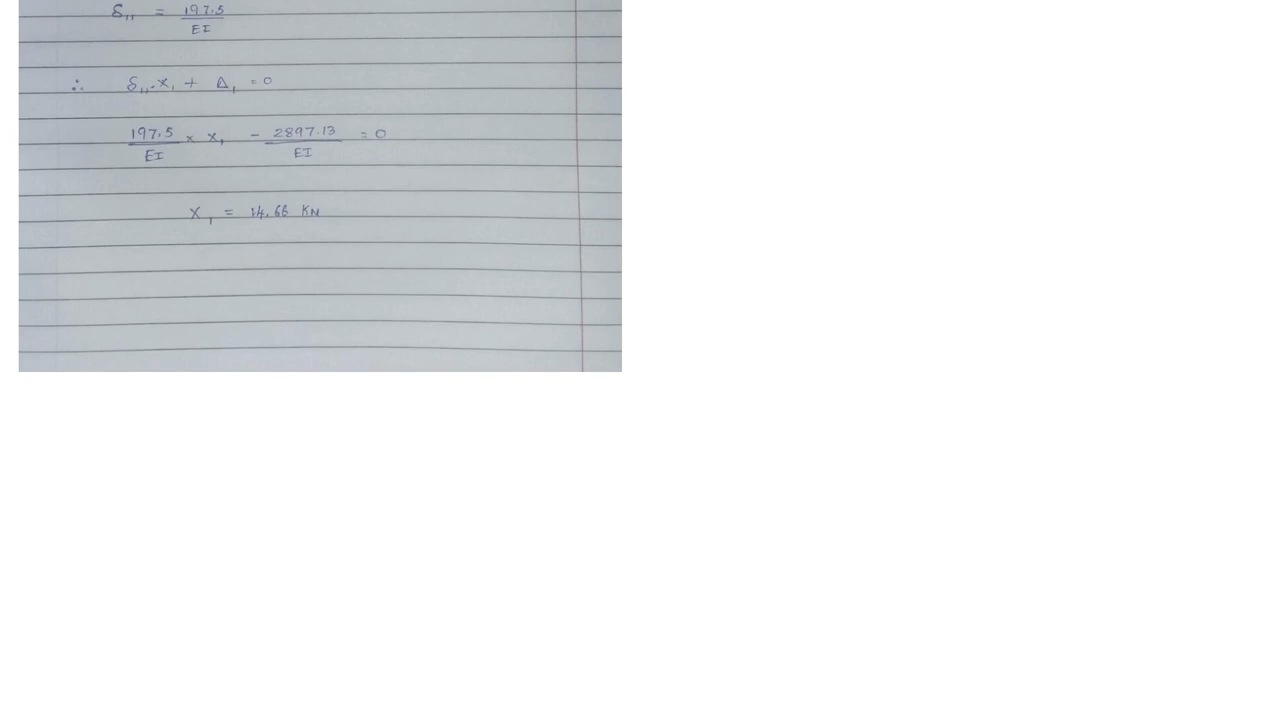 δ₁₁ = 197.5/EI
∴ δ₁₁.x₁ + Δ₁ = 0
197.5/EI × x₁ - 2897.13/EI = 0
x₁ = 14.66 KN